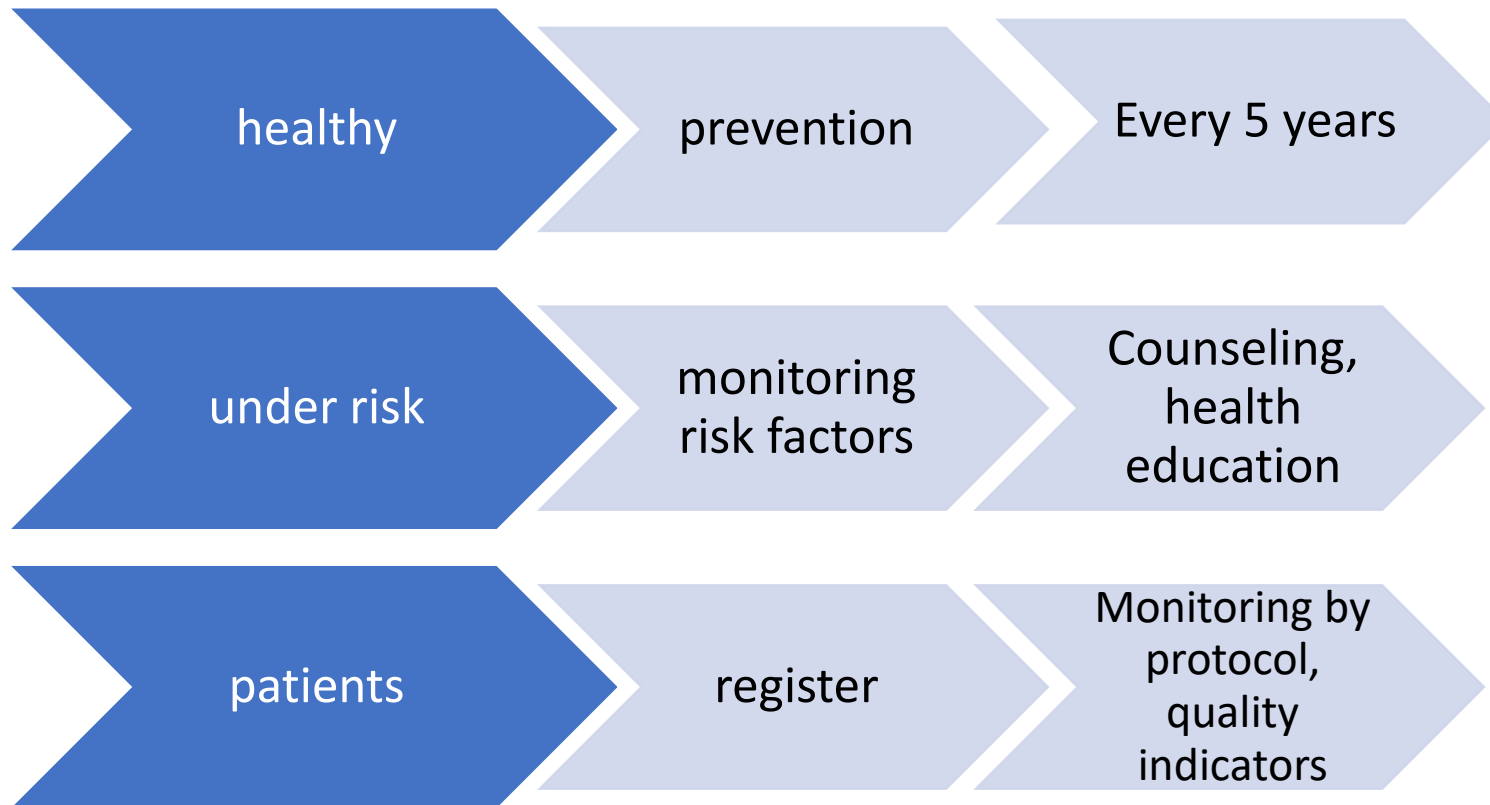 healthy
prevention
Every 5 years
under risk
monitoring
risk factors
Counseling,
health
education
patients
register
Monitoring by
protocol,
quality
indicators